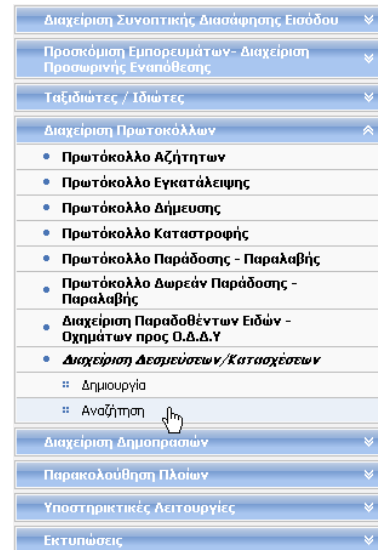 Διαχείριση Συνοπτικής Διασάφησης Εισόδου
Προσκόμιση Εμπορευμάτων- Διαχείριση
Προσωρινής Εναπόθεσης
Ταξιδιώτες / Ιδιώτες
Διαχείριση Πρωτοκόλλων
Πρωτόκολλο Αζήτητων
Πρωτόκολλο Εγκατάλειψης
Πρωτόκολλο Δήμευσης
Πρωτόκολλο Καταστροφής
Πρωτόκολλο Παράδοσης - Παραλαβής
Πρωτόκολλο Δωρεάν Παράδοσης -
Παραλαβής
Διαχείριση Παραδοθέντων Ειδών -
Οχημάτων προς Ο.Δ.Δ.Υ
Διαχείριση Δεσμεύσεων/Κατασχέσεων
Δημιουργία
Αναζήτηση
Διαχείριση Δημοπρασιών
Παρακολούθηση Πλοίων
Υποστηρικτικές Λειτουργίες
Εκτυπώσεις